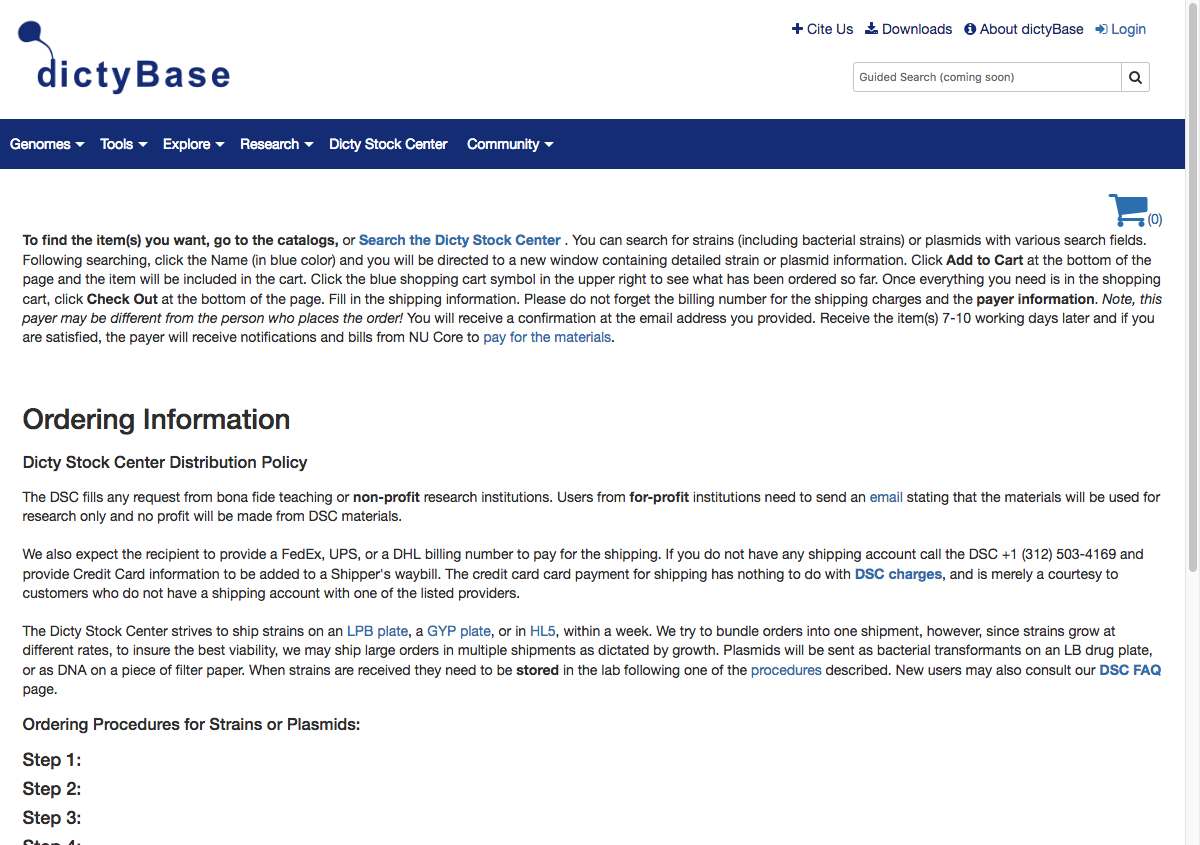 dictyBase
Cite Us Downloads About dictyBase Login
Guided Search (coming soon)
Genomes Tools Explore Research Dicty Stock Center Community
(0)
To find the item(s) you want, go to the catalogs, or Search the Dicty Stock Center . You can search for strains (including bacterial strains) or plasmids with various search fields.
Following searching, click the Name (in blue color) and you will be directed to a new window containing detailed strain or plasmid information. Click Add to Cart at the bottom of the
page and the item will be included in the cart. Click the blue shopping cart symbol in the upper right to see what has been ordered so far. Once everything you need is in the shopping
cart, click Check Out at the bottom of the page. Fill in the shipping information. Please do not forget the billing number for the shipping charges and the payer information. Note, this
payer may be different from the person who places the order! You will receive a confirmation at the email address you provided. Receive the item(s) 7-10 working days later and if you
are satisfied, the payer will receive notifications and bills from NU Core to pay for the materials.
Ordering Information
Dicty Stock Center Distribution Policy
The DSC fills any request from bona fide teaching or non-profit research institutions. Users from for-profit institutions need to send an email stating that the materials will be used for
research only and no profit will be made from DSC materials.
We also expect the recipient to provide a FedEx, UPS, or a DHL billing number to pay for the shipping. If you do not have any shipping account call the DSC +1 (312) 503-4169 and
provide Credit Card information to be added to a Shipper's waybill. The credit card card payment for shipping has nothing to do with DSC charges, and is merely a courtesy to
customers who do not have a shipping account with one of the listed providers.
The Dicty Stock Center strives to ship strains on an LPB plate, a GYP plate, or in HL5, within a week. We try to bundle orders into one shipment, however, since strains grow at
different rates, to insure the best viability, we may ship large orders in multiple shipments as dictated by growth. Plasmids will be sent as bacterial transformants on an LB drug plate,
or as DNA on a piece of filter paper. When strains are received they need to be stored in the lab following one of the procedures described. New users may also consult our DSC FAQ
page.
Ordering Procedures for Strains or Plasmids:
Step 1:
Step 2:
Step 3:
Step 4: